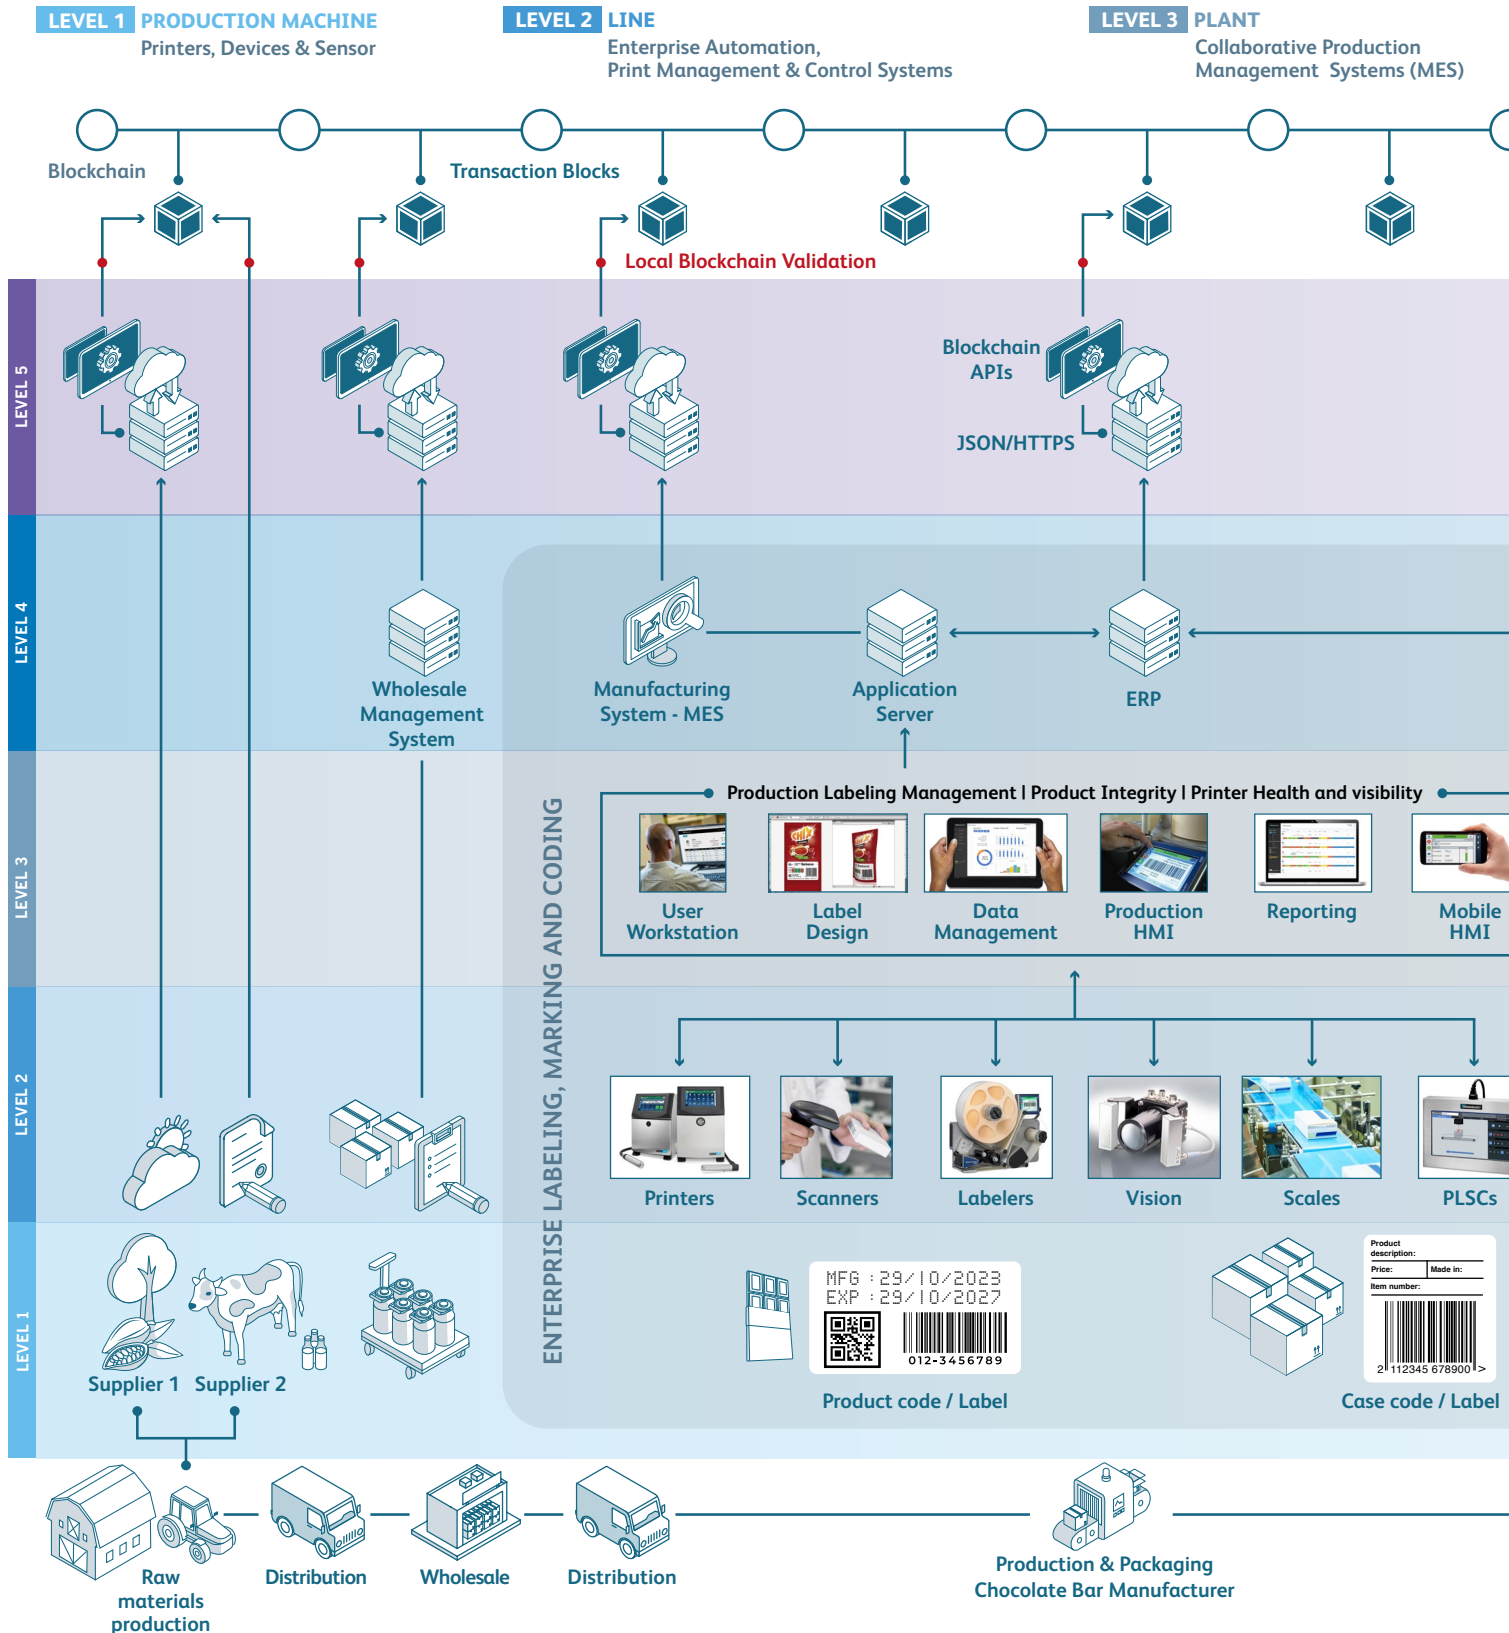 LEVEL 1 PRODUCTION MACHINE
Printers, Devices & Sensor
LEVEL 2 LINE
Enterprise Automation,
Print Management & Control Systems
LEVEL 3 PLANT
Collaborative Production
Management Systems (MES)
Blockchain
Transaction Blocks
Local Blockchain Validation
LEVEL 5
Blockchain
APIs
JSON/HTTPS
LEVEL 4
Wholesale
Management
System
Manufacturing
System - MES
Application
Server
ERP
LEVEL 3
ENTERPRISE LABELING, MARKING AND CODING
Production Labeling Management | Product Integrity | Printer Health and visibility
User
Workstation
Label
Design
Data
Management
Production
HMI
Reporting
Mobile
HMI
LEVEL 2
Printers
Scanners
Labelers
Vision
Scales
PLSCs
LEVEL 1
Supplier 1
Supplier 2
MFG :29/10/2023
EXP :29/10/2027
012-3456789
Product code / Label
Product
description:
Price:
Made in:
Item number:
2 112345 678900 >
Case code / Label
Raw
materials
production
Distribution
Wholesale
Distribution
Production & Packaging
Chocolate Bar Manufacturer